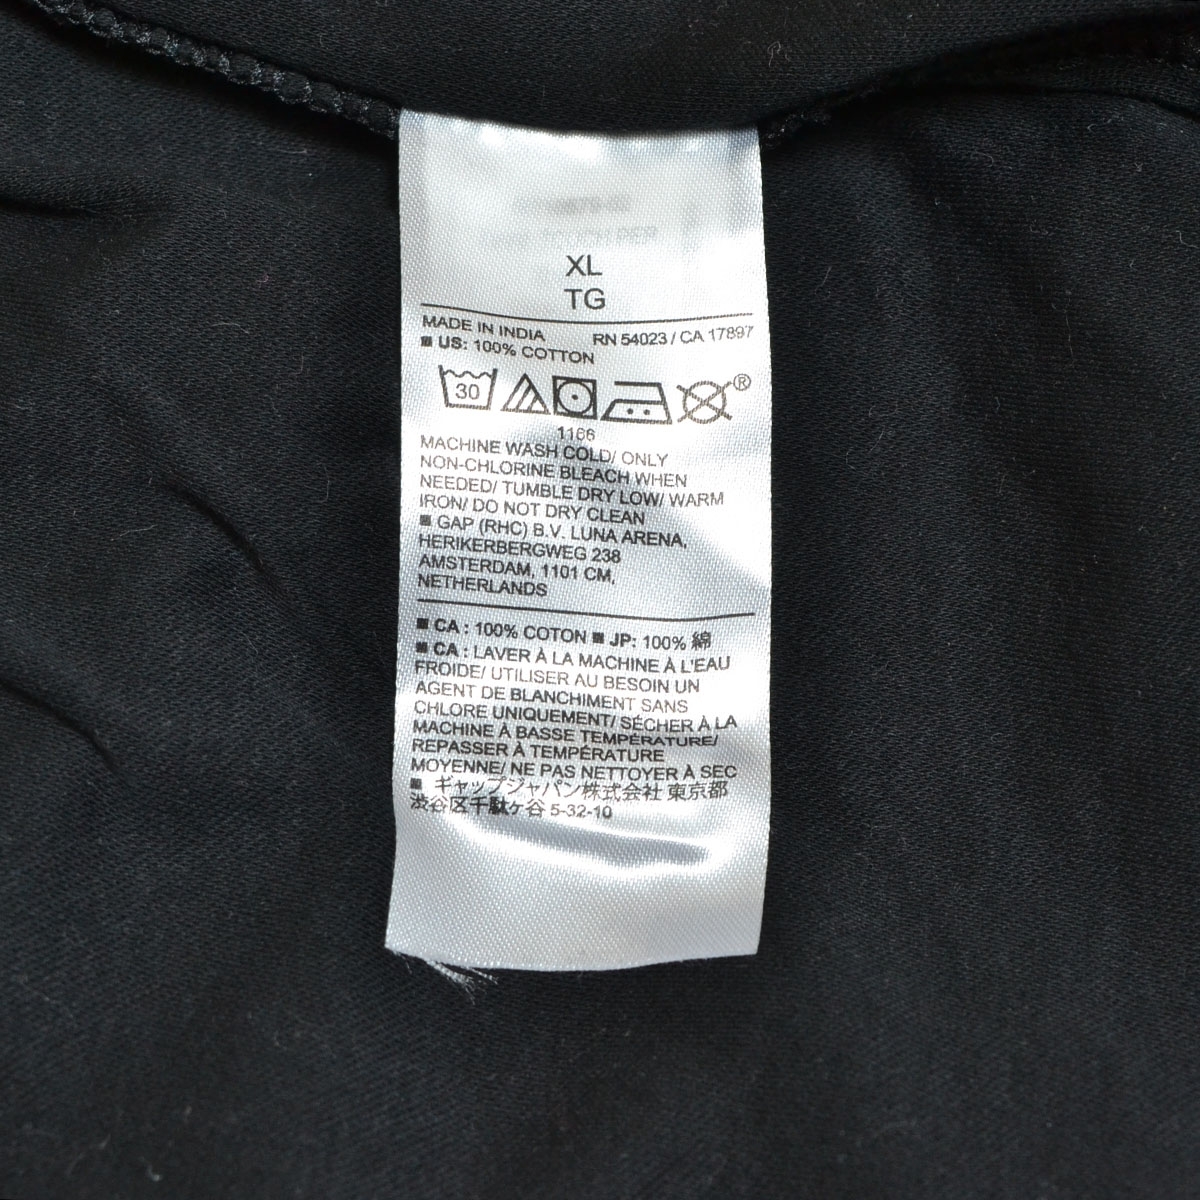 XL
TG
MADE IN INDIA RN 54023 / CA 17897
■ US: 100% COTTON
30 ®
1166
MACHINE WASH COLD/ ONLY
NON-CHLORINE BLEACH WHEN
NEEDED/ TUMBLE DRY LOW/ WARM
IRON/ DO NOT DRY CLEAN
■ GAP (RHC) B.V. LUNA ARENA,
HERIKERBERGWEG 238
AMSTERDAM, 1101 CM,
NETHERLANDS
■ CA : 100% COTON ■ JP: 100% 綿
■ CA : LAVER À LA MACHINE À L'EAU
FROIDE/ UTILISER AU BESOIN UN
AGENT DE BLANCHIMENT SANS
CHLORE UNIQUEMENT/ SÉCHER À LA
MACHINE À BASSE TEMPÉRATURE/
REPASSER À TEMPÉRATURE
MOYENNE/ NE PAS NETTOYER À SEC
■ ギャップジャパン株式会社 東京都
渋谷区千駄ヶ谷 5-32-10